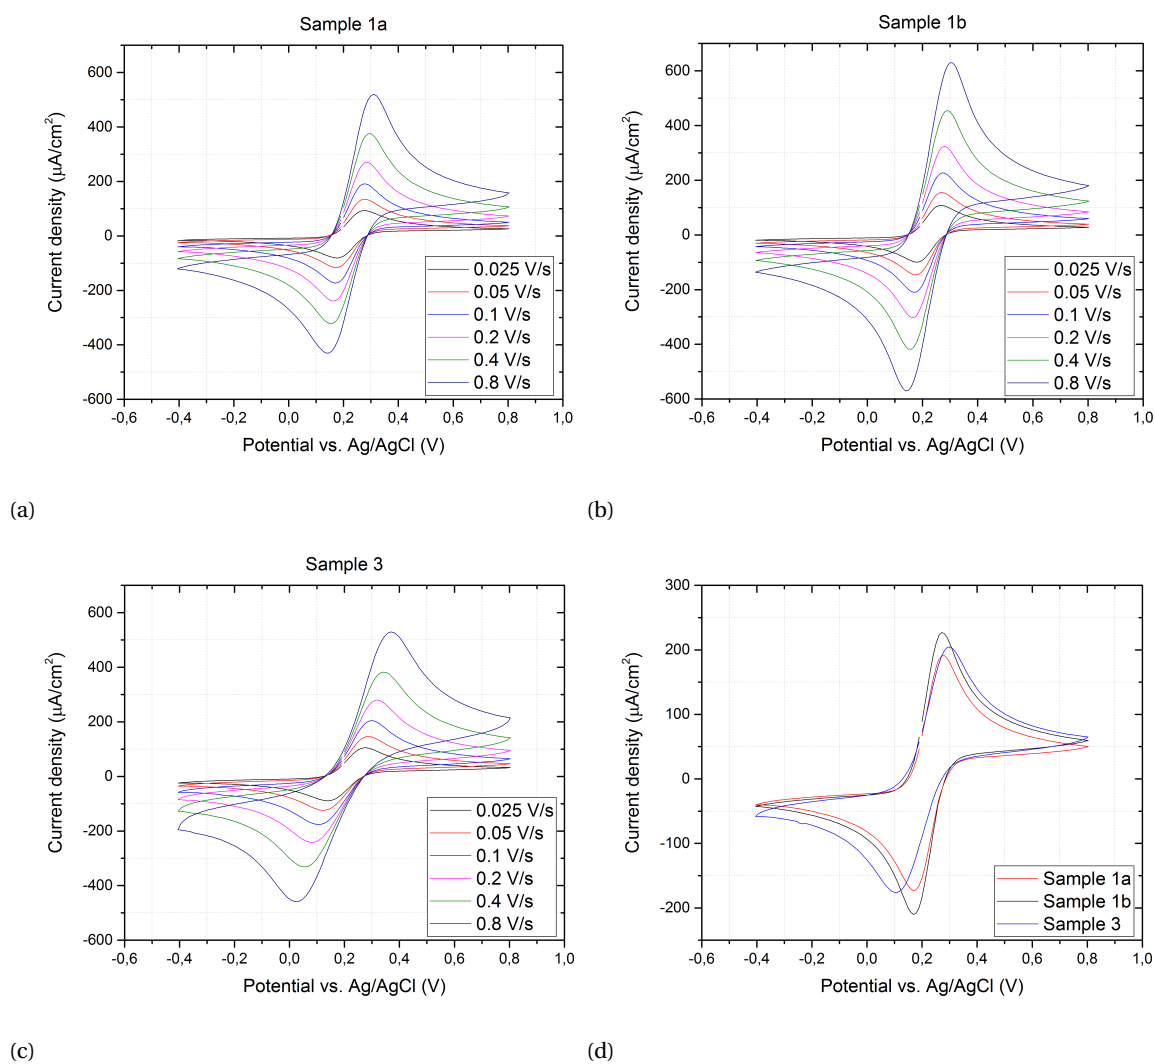 Sample 1a
600
400
200
0
-200
-400
-600
-0,6 -0,4 -0,2 0,0 0,2 0,4 0,6 0,8 1,0
Current density (µA/cm²)
Potential vs. Ag/AgCl (V)
0.025 V/s
0.05 V/s
0.1 V/s
0.2 V/s
0.4 V/s
0.8 V/s
(a)
Sample 1b
600
400
200
0
-200
-400
-600
-0,6 -0,4 -0,2 0,0 0,2 0,4 0,6 0,8 1,0
Current density (µA/cm²)
Potential vs. Ag/AgCl (V)
0.025 V/s
0.05 V/s
0.1 V/s
0.2 V/s
0.4 V/s
0.8 V/s
(b)
Sample 3
600
400
200
0
-200
-400
-600
-0,6 -0,4 -0,2 0,0 0,2 0,4 0,6 0,8 1,0
Current density (µA/cm²)
Potential vs. Ag/AgCl (V)
0.025 V/s
0.05 V/s
0.1 V/s
0.2 V/s
0.4 V/s
0.8 V/s
(c)
300
200
100
0
-100
-200
-0,6 -0,4 -0,2 0,0 0,2 0,4 0,6 0,8 1,0
Current density (µA/cm²)
Potential vs. Ag/AgCl (V)
Sample 1a
Sample 1b
Sample 3
(d)